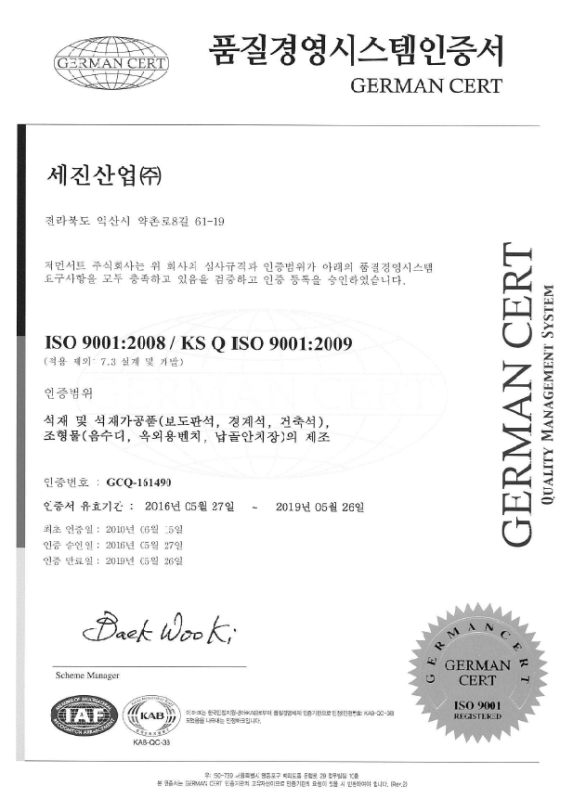 GERMAN CERT
품질경영시스템인증서
GERMAN CERT
세진산업㈜
전라북도 익산시 약촌로8길 61-19
저먼서트 주식회사는 위 회사의 심사규격과 인증범위가 아래의 품질경영시스템
요구사항을 모두 충족하고 있음을 검증하고 인증 등록을 승인하였습니다.
ISO 9001:2008 / KS Q ISO 9001:2009
(적용 제외: 7.3 설계 및 개발)
인증범위
석재 및 석재가공품(보도판석, 경계석, 건축석),
조형물(음수대, 옥외용벤치, 납골안치장)의 제조
인증번호 : GCQ-161490
인증서 유효기간 : 2016년 05월 27일 ~ 2019년 05월 26일
최초 인증일 : 2010년 06월 15일
인증 승인일 : 2016년 05월 27일
인증 만료일 : 2019년 05월 26일
Baek Woo Ki
Scheme Manager
IAF
KAB
KAB-QC-38
GERMAN CERT
QUALITY MANAGEMENT SYSTEM
GERMAN CERT
GERMAN
CERT
ISO 9001
REGISTERED